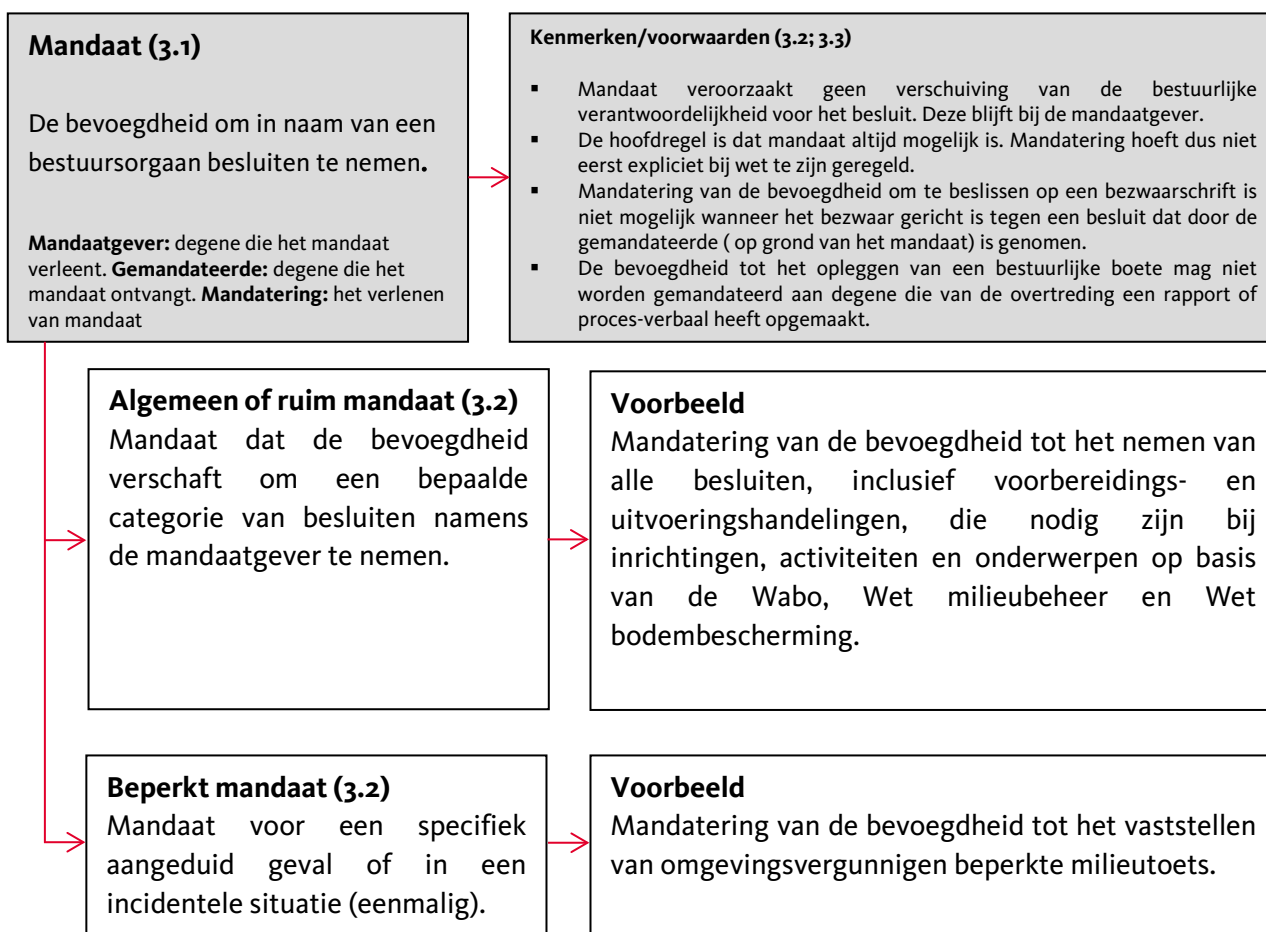 Mandaat (3.1)
De bevoegdheid om in naam van een
bestuursorgaan besluiten te nemen.
Mandaatgever: degene die het mandaat
verleent. Gemandateerde: degene die het
mandaat ontvangt. Mandatering: het verlenen
van mandaat
Kenmerken/voorwaarden (3.2; 3.3)
▪ Mandaat veroorzaakt geen verschuiving van de bestuurlijke
verantwoordelijkheid voor het besluit. Deze blijft bij de mandaatgever.
▪ De hoofdregel is dat mandaat altijd mogelijk is. Mandatering hoeft dus niet
eerst expliciet bij wet te zijn geregeld.
▪ Mandatering van de bevoegdheid om te beslissen op een bezwaarschrift is
niet mogelijk wanneer het bezwaar gericht is tegen een besluit dat door de
gemandateerde ( op grond van het mandaat) is genomen.
▪ De bevoegdheid tot het opleggen van een bestuurlijke boete mag niet
worden gemandateerd aan degene die van de overtreding een rapport of
proces-verbaal heeft opgemaakt.
Algemeen of ruim mandaat (3.2)
Mandaat dat de bevoegdheid
verschaft om een bepaalde
categorie van besluiten namens
de mandaatgever te nemen.
Voorbeeld
Mandatering van de bevoegdheid tot het nemen van
alle besluiten, inclusief voorbereidings- en
uitvoeringshandelingen, die nodig zijn bij
inrichtingen, activiteiten en onderwerpen op basis
van de Wabo, Wet milieubeheer en Wet
bodembescherming.
Beperkt mandaat (3.2)
Mandaat voor een specifiek
aangeduid geval of in een
incidentele situatie (eenmalig).
Voorbeeld
Mandatering van de bevoegdheid tot het vaststellen
van omgevingsvergunnigen beperkte milieutoets.